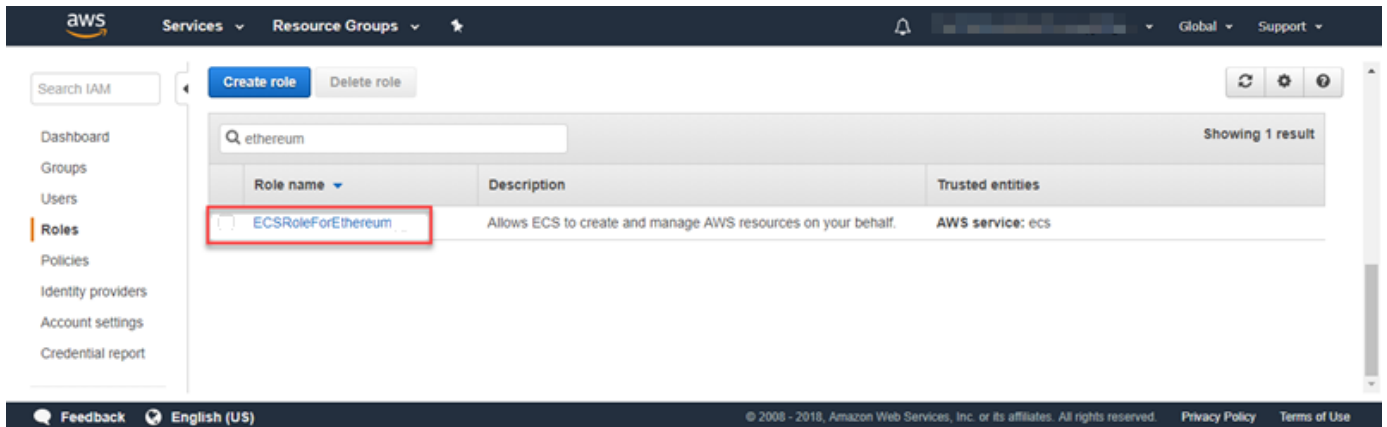 aws Services Resource Groups Global Support
Search IAM Create role Delete role
Dashboard
Groups
Users
Roles
Policies
Identity providers
Account settings
Credential report
ethereum Showing 1 result
Role name Description Trusted entities
ECSRoleForEthereum Allows ECS to create and manage AWS resources on your behalf. AWS service: ecs
Feedback English (US) © 2008 - 2018, Amazon Web Services, Inc. or its affiliates. All rights reserved. Privacy Policy Terms of Use